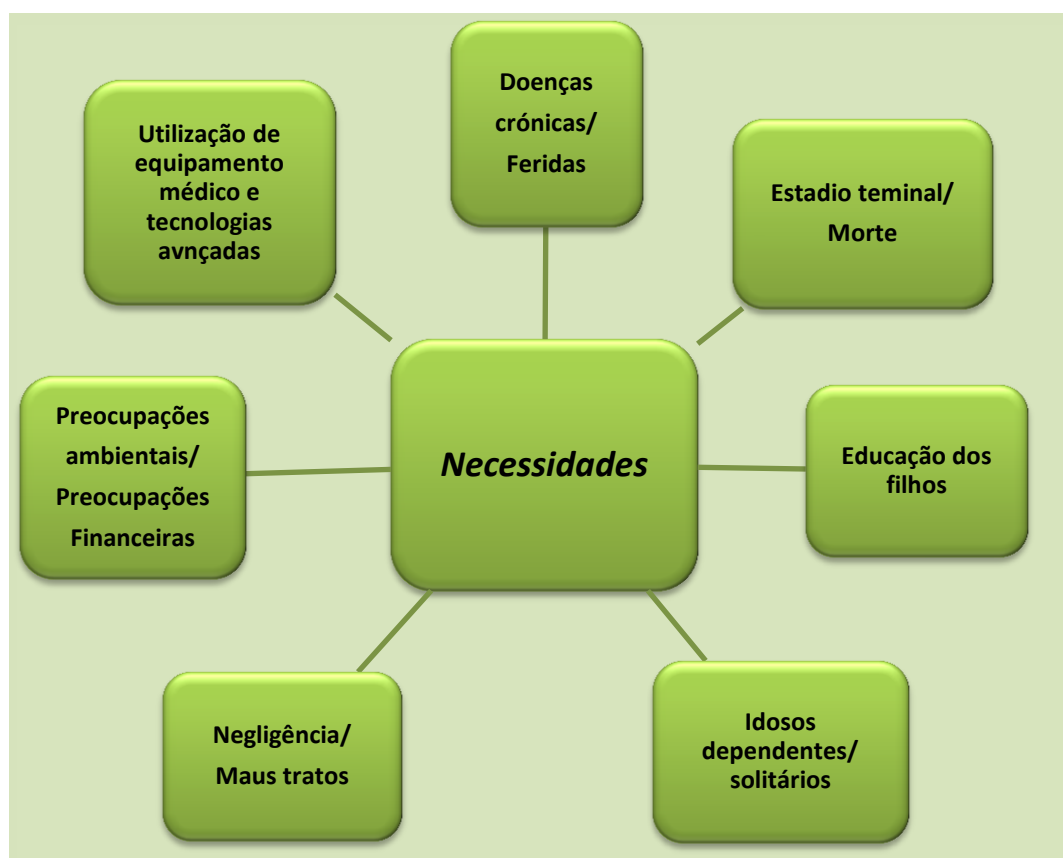 Doenças
crónicas/
Feridas
Utilização de
equipamento
médico e
tecnologias
avnçadas
Estadio teminal/
Morte
Necessidades
Preocupações
ambientais/
Preocupações
Financeiras
Educação dos
filhos
Negligência/
Maus tratos
Idosos
dependentes/
solitários